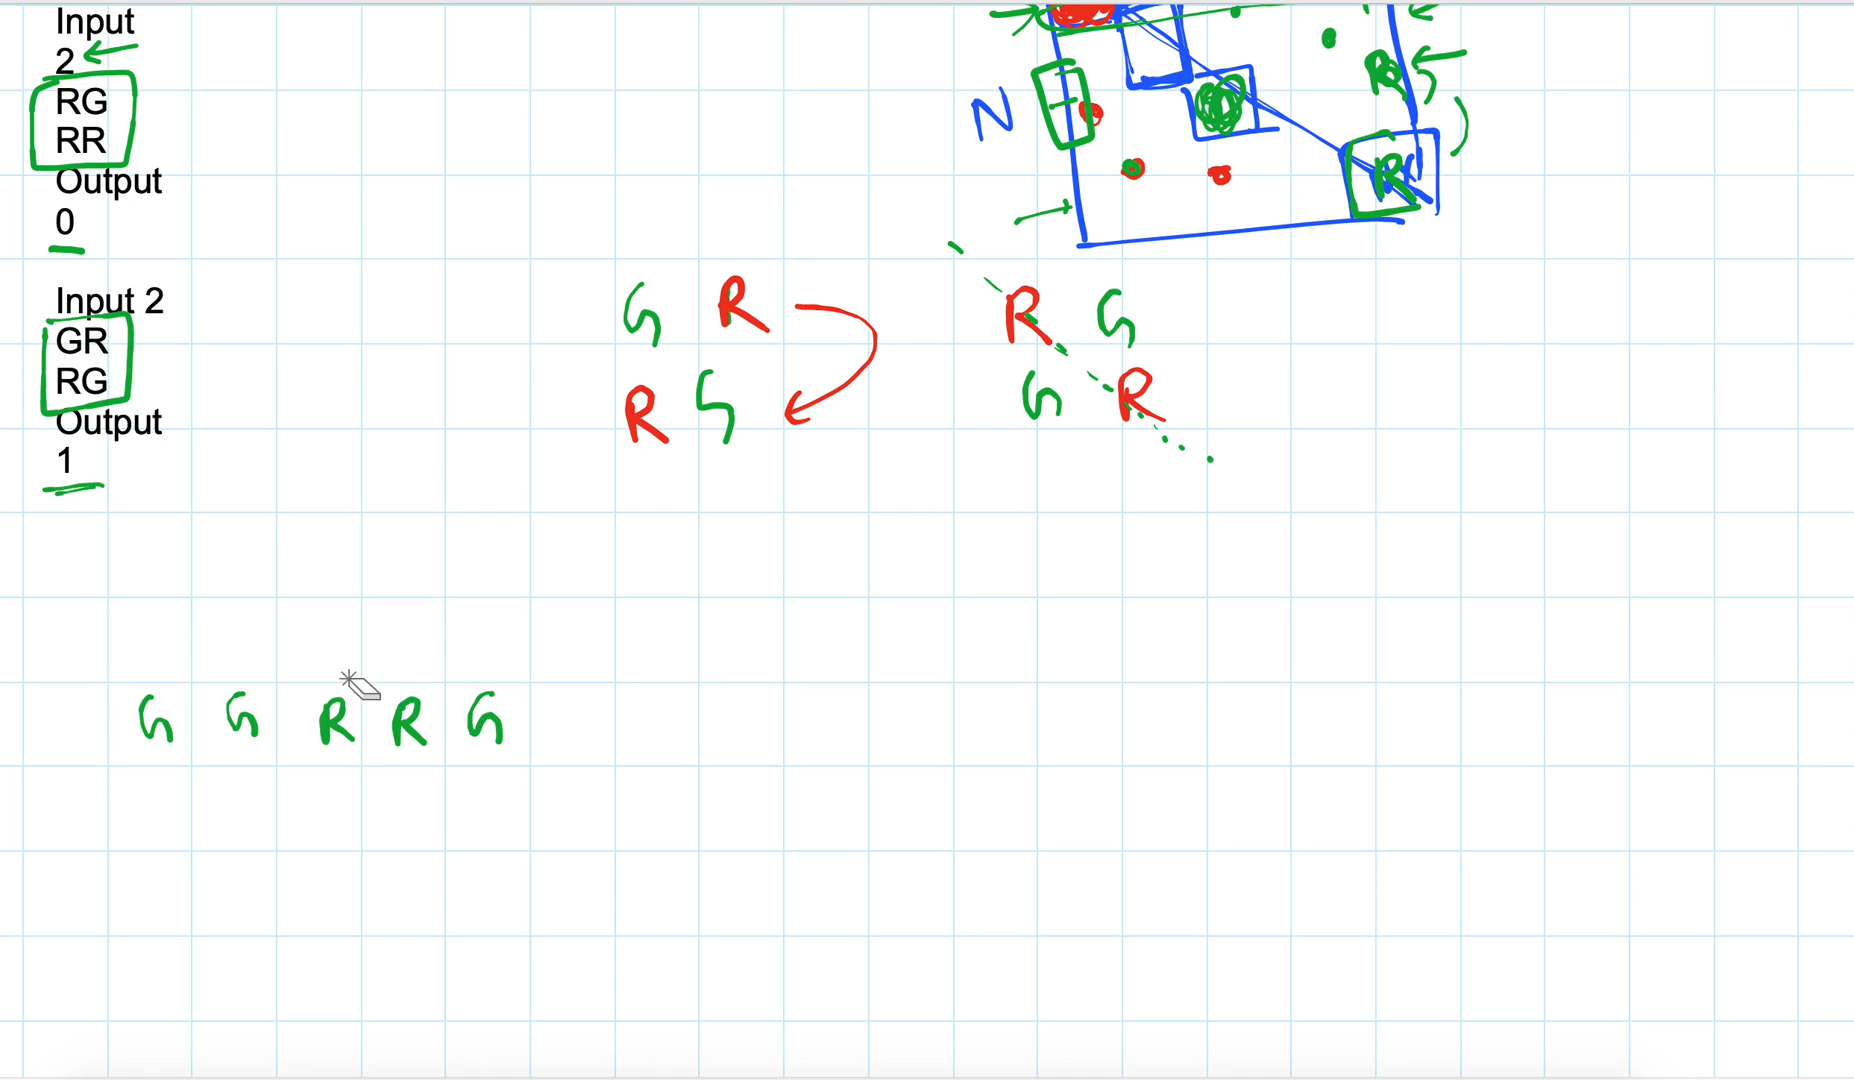 Input
2
RG
RR
Output
0
Input 2
GR
RG
Output
1
N
R
R
G R
R G
R G
G R
G G R R G